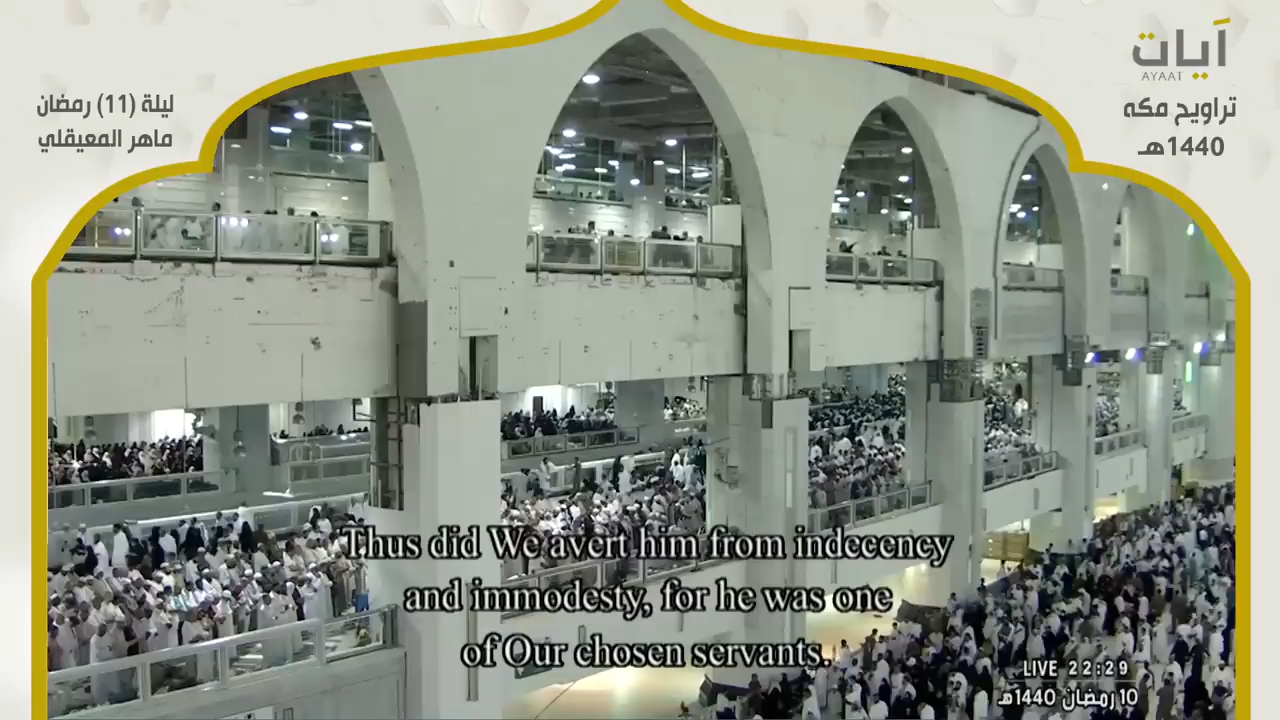 ليلة (11) رمضان
ماهر المعيقلي
آيات
AYAAT
تراويح مكه
1440هـ
Thus did We avert him from indecency
and immodesty, for he was one
of Our chosen servants.
LIVE 22:29
10 رمضان 1440هـ